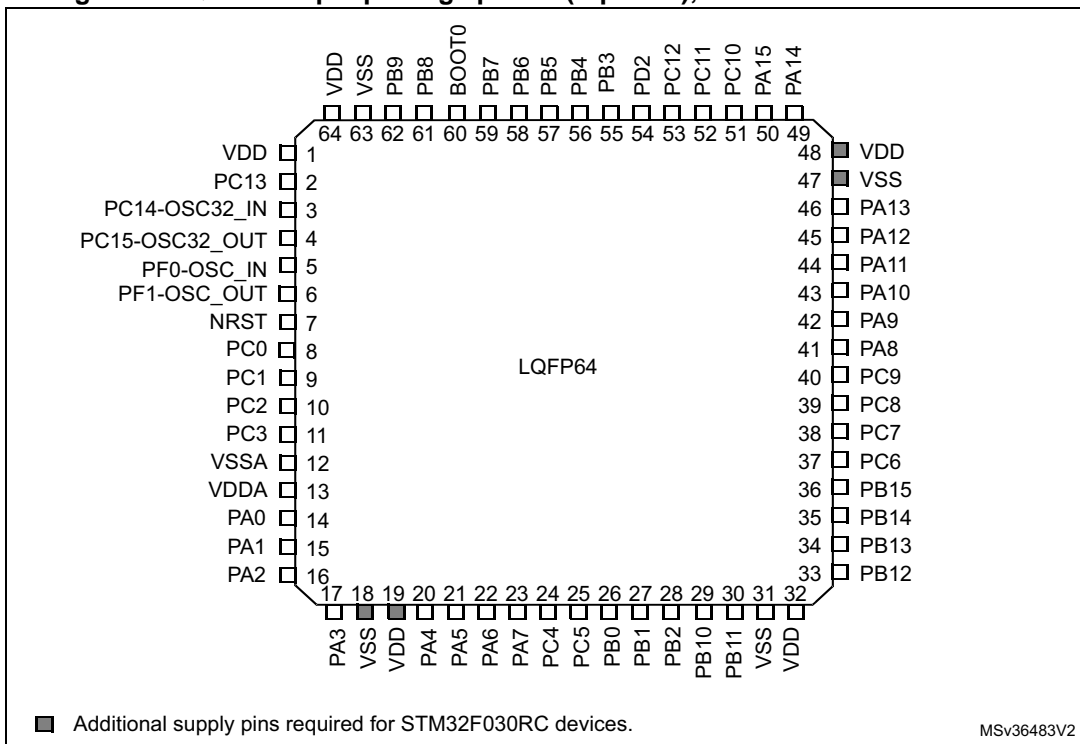 VDD
VSS
PB9
PB8
BOOT0
PB7
PB6
PB5
PB4
PB3
PD2
PC12
PC11
PC10
PA15
PA14
64 63 62 61 60 59 58 57 56 55 54 53 52 51 50 49
VDD 1
PC13 2
PC14-OSC32_IN 3
PC15-OSC32_OUT 4
PF0-OSC_IN 5
PF1-OSC_OUT 6
NRST 7
PC0 8
PC1 9
PC2 10
PC3 11
VSSA 12
VDDA 13
PA0 14
PA1 15
PA2 16
LQFP64
48 VDD
47 VSS
46 PA13
45 PA12
44 PA11
43 PA10
42 PA9
41 PA8
40 PC9
39 PC8
38 PC7
37 PC6
36 PB15
35 PB14
34 PB13
33 PB12
17 18 19 20 21 22 23 24 25 26 27 28 29 30 31 32
PA3
VSS
VDD
PA4
PA5
PA6
PA7
PC4
PC5
PB0
PB1
PB2
PB10
PB11
VSS
VDD
Additional supply pins required for STM32F030RC devices.
MSv36483V2